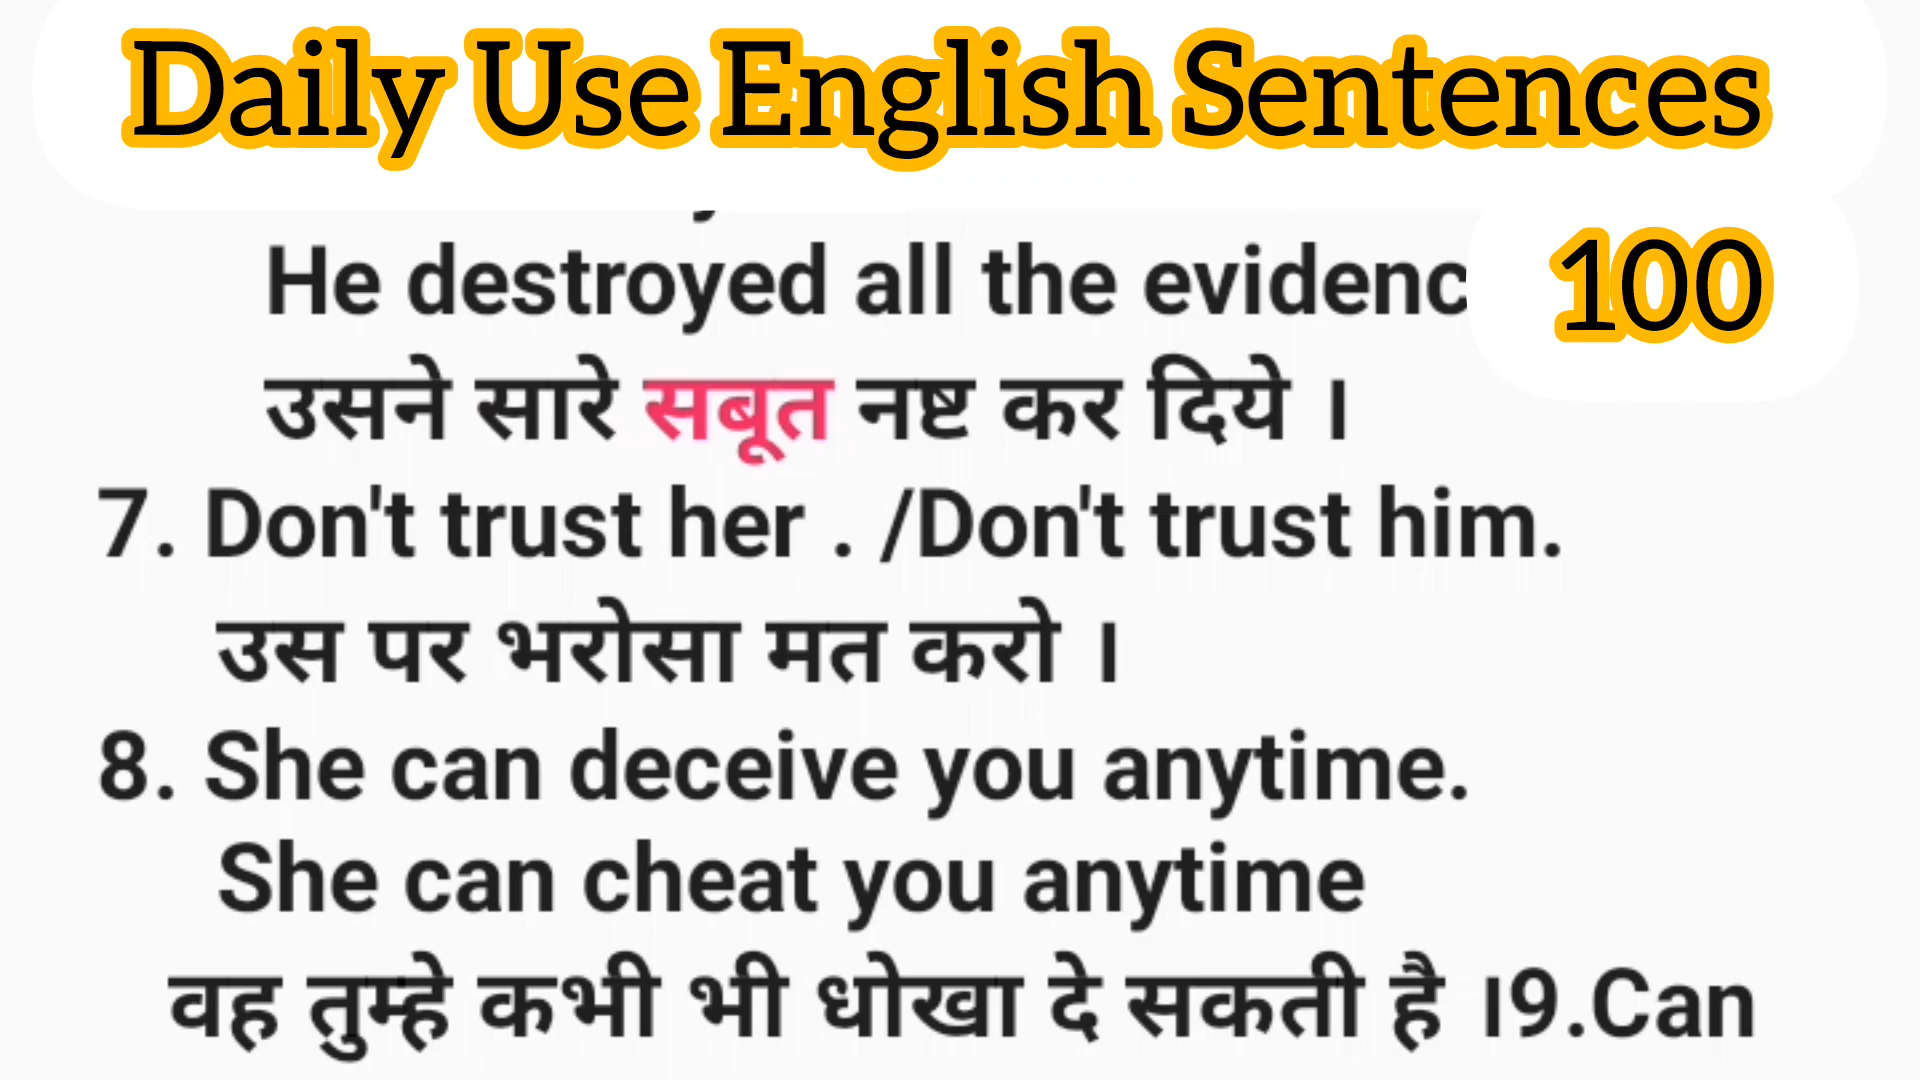 Daily Use English Sentences
100
He destroyed all the evidenc
उसने सारे सबूत नष्ट कर दिये ।
7. Don't trust her . /Don't trust him.
उस पर भरोसा मत करो ।
8. She can deceive you anytime.
She can cheat you anytime
वह तुम्हे कभी भी धोखा दे सकती है ।9.Can